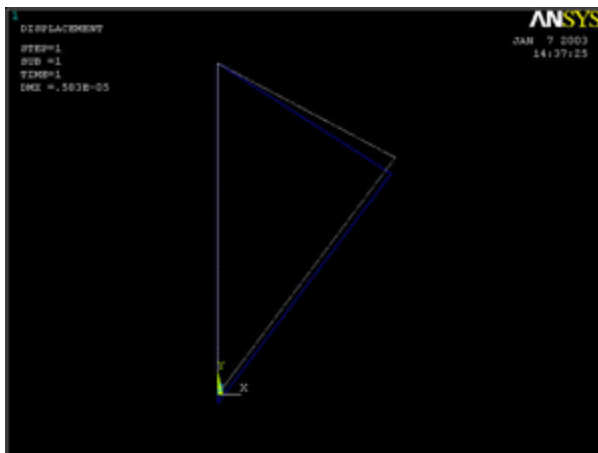 1
DISPLACEMENT
STEP=1
SUB =1
TIME=1
DMX =.583E-05
ANSYS
JAN 7 2003
14:37:25
Y
X